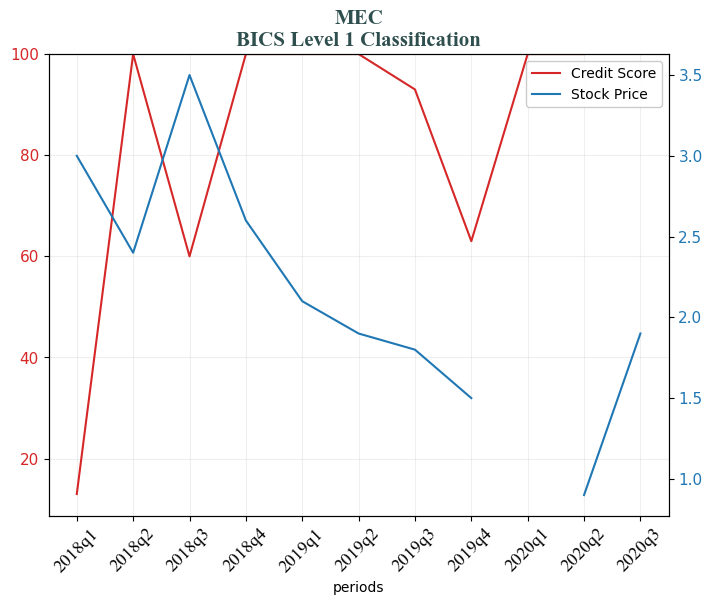 MEC
BICS Level 1 Classification
100
80
60
40
20
Credit Score
Stock Price
3.5
3.0
2.5
2.0
1.5
1.0
2018q1
2018q2
2018q3
2018q4
2019q1
2019q2
2019q3
2019q4
2020q1
2020q2
2020q3
periods